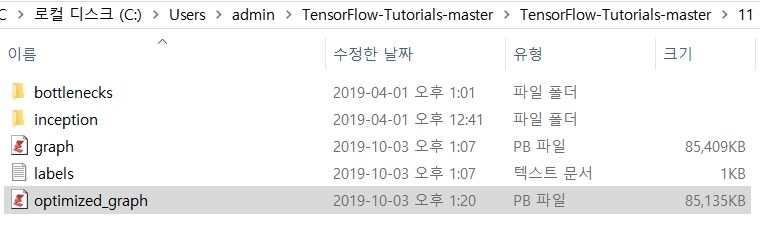 로컬 디스크 (C:) > Users > admin > TensorFlow-Tutorials-master > TensorFlow-Tutorials-master > 11
이름 수정한 날짜 유형 크기
bottlenecks 2019-04-01 오후 1:01 파일 폴더
inception 2019-04-01 오후 12:41 파일 폴더
graph 2019-10-03 오후 1:07 PB 파일 85,409KB
labels 2019-10-03 오후 1:07 텍스트 문서 1KB
optimized_graph 2019-10-03 오후 1:20 PB 파일 85,135KB